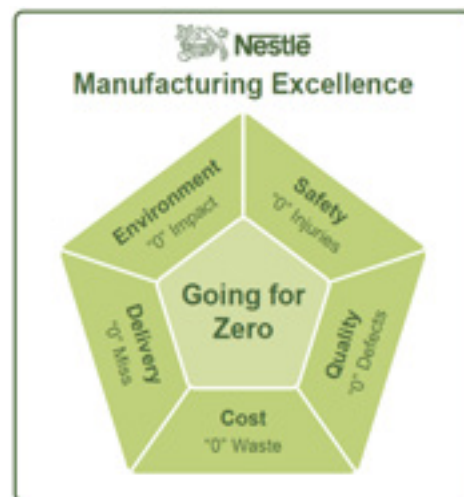 Nestlé
Manufacturing Excellence
Environment
"0" Impact
Safety
"0" Injuries
Going for
Zero
Delivery
"0" Miss
Quality
"0" Defects
Cost
"0" Waste